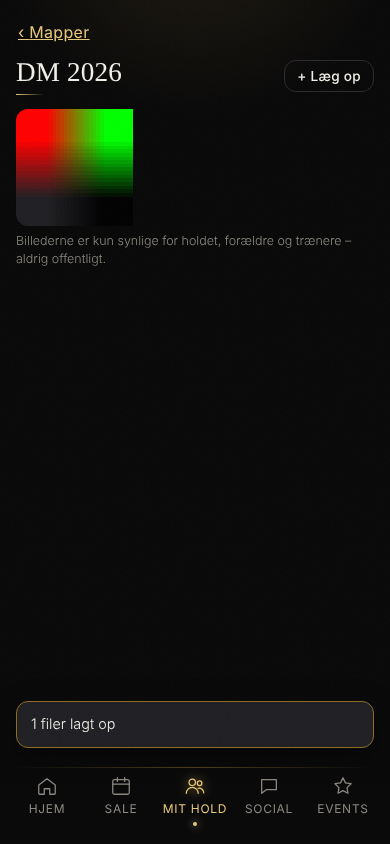 ‹ Mapper
DM 2026
+ Læg op
Billederne er kun synlige for holdet, forældre og trænere –
aldrig offentligt.
1 filer lagt op
HJEM
SALE
MIT HOLD
SOCIAL
EVENTS